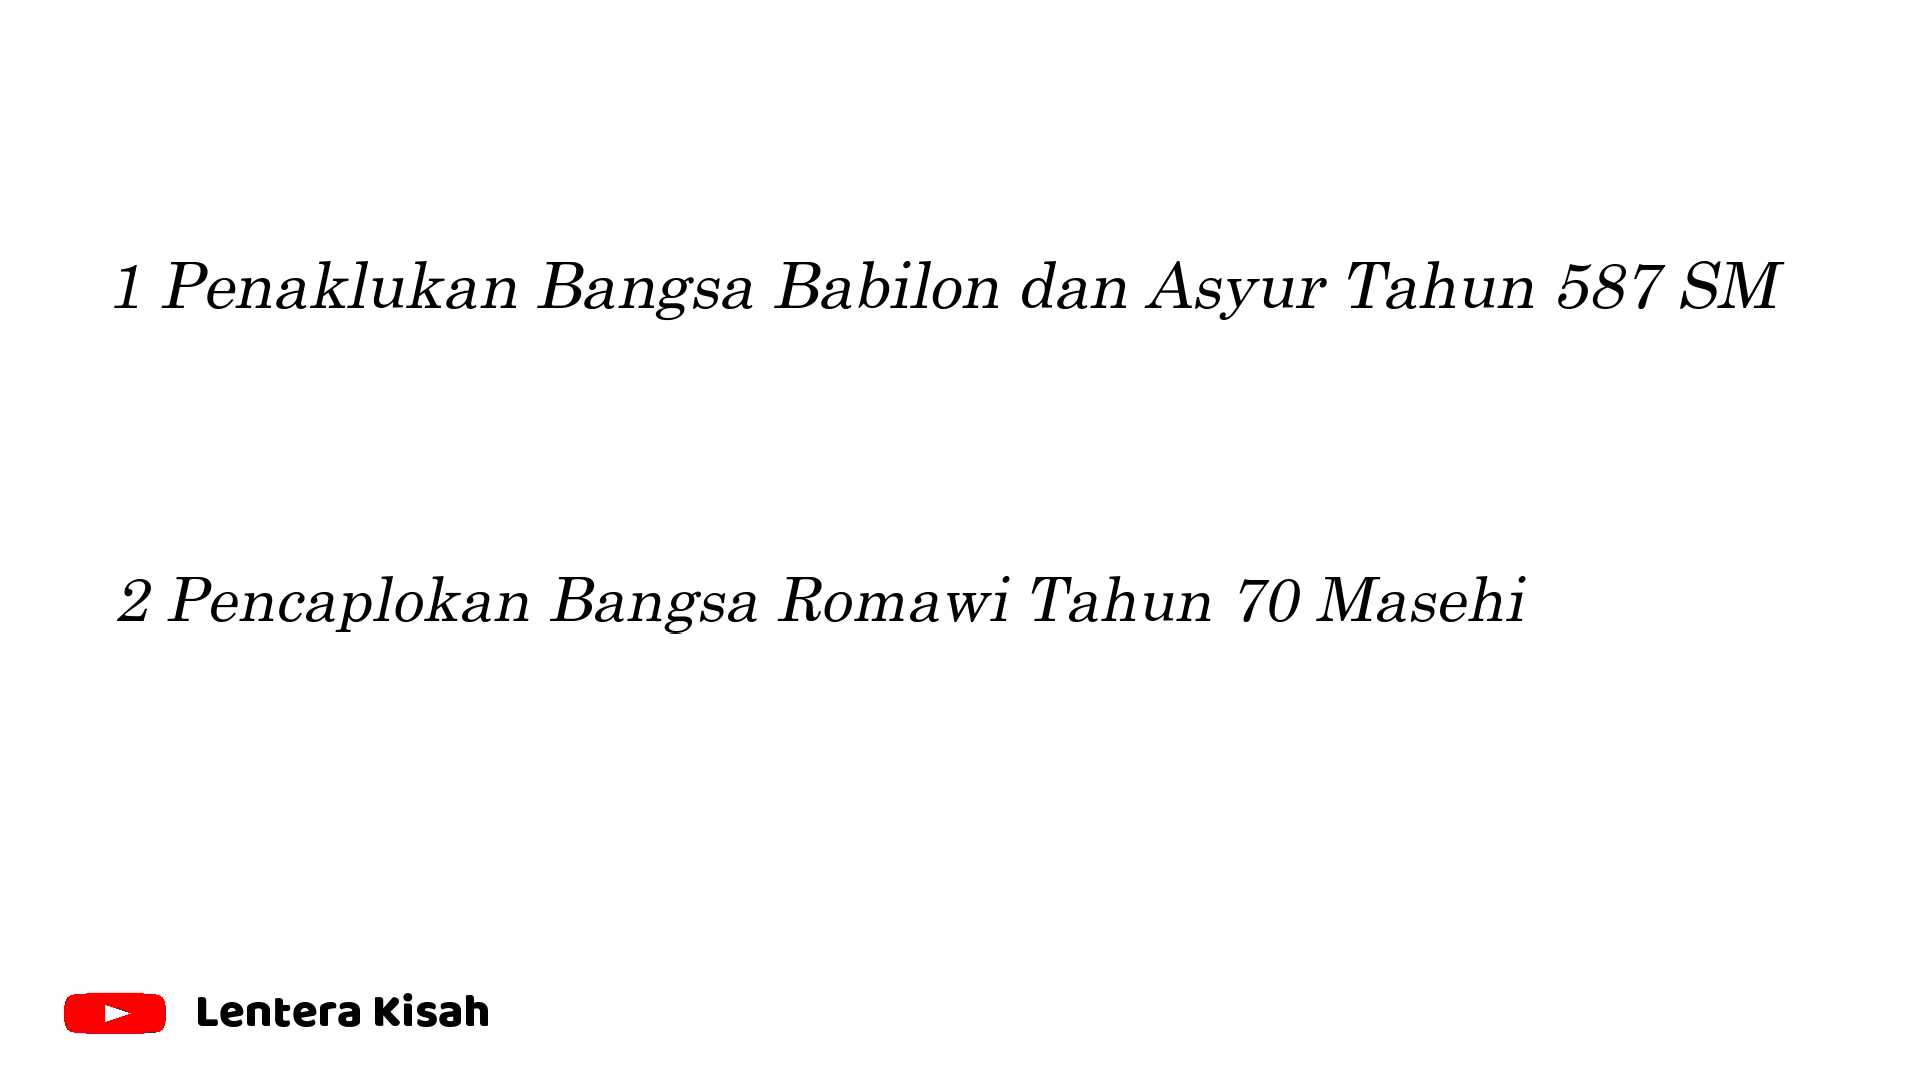 1 Penaklukan Bangsa Babilon dan Asyur Tahun 587 SM
2 Pencaplokan Bangsa Romawi Tahun 70 Masehi
Lentera Kisah